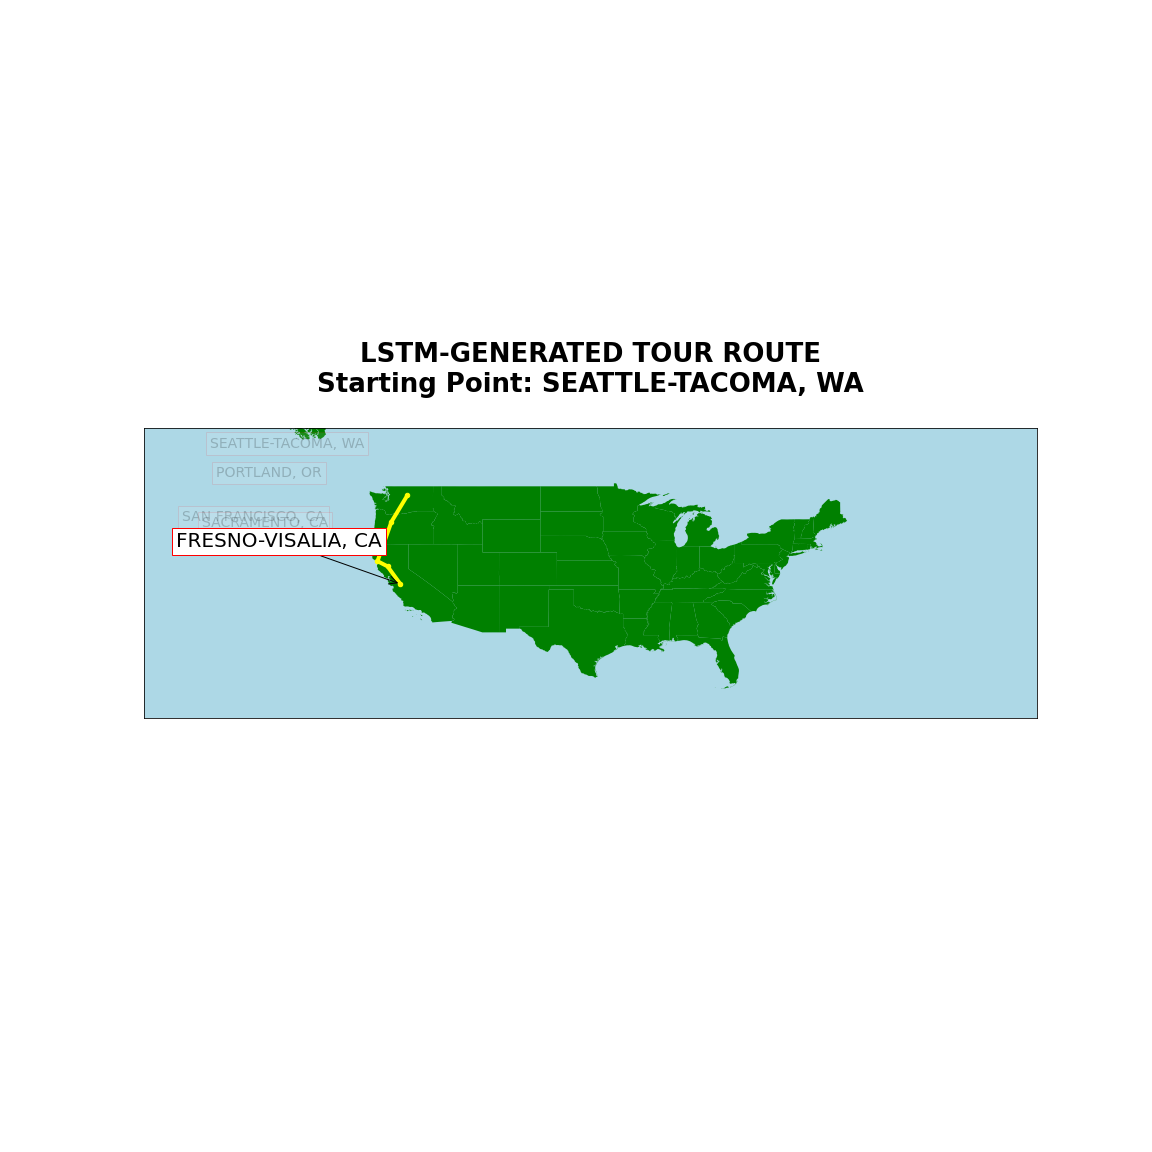 LSTM-GENERATED TOUR ROUTE
Starting Point: SEATTLE-TACOMA, WA
SEATTLE-TACOMA, WA
PORTLAND, OR
SAN FRANCISCO, CA
SACRAMENTO, CA
FRESNO-VISALIA, CA